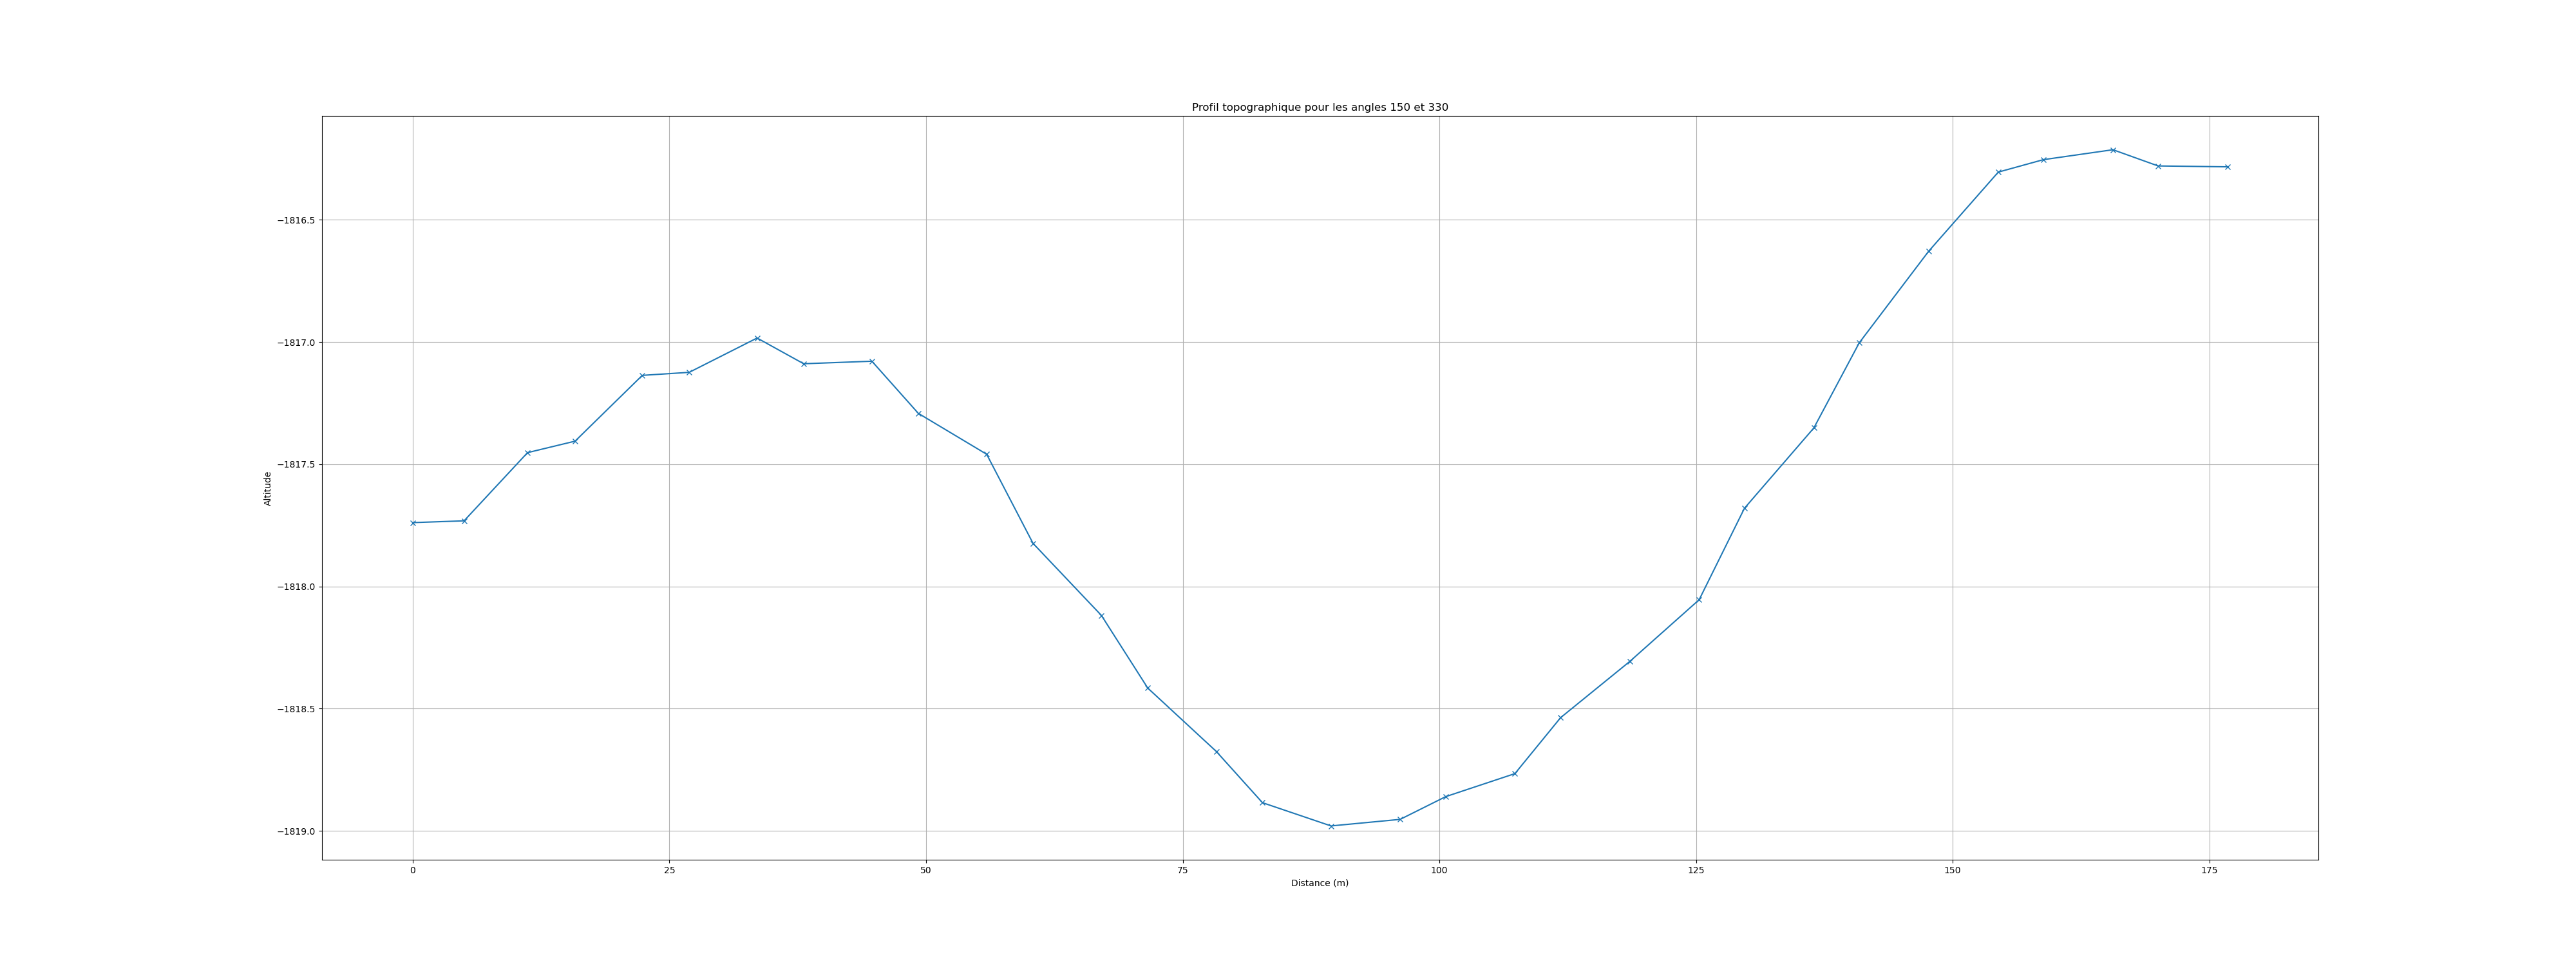 Profil topographique pour les angles 150 et 330
Altitude
−1816.5
−1817.0
−1817.5
−1818.0
−1818.5
−1819.0
0 25 50 75 100 125 150 175
Distance (m)